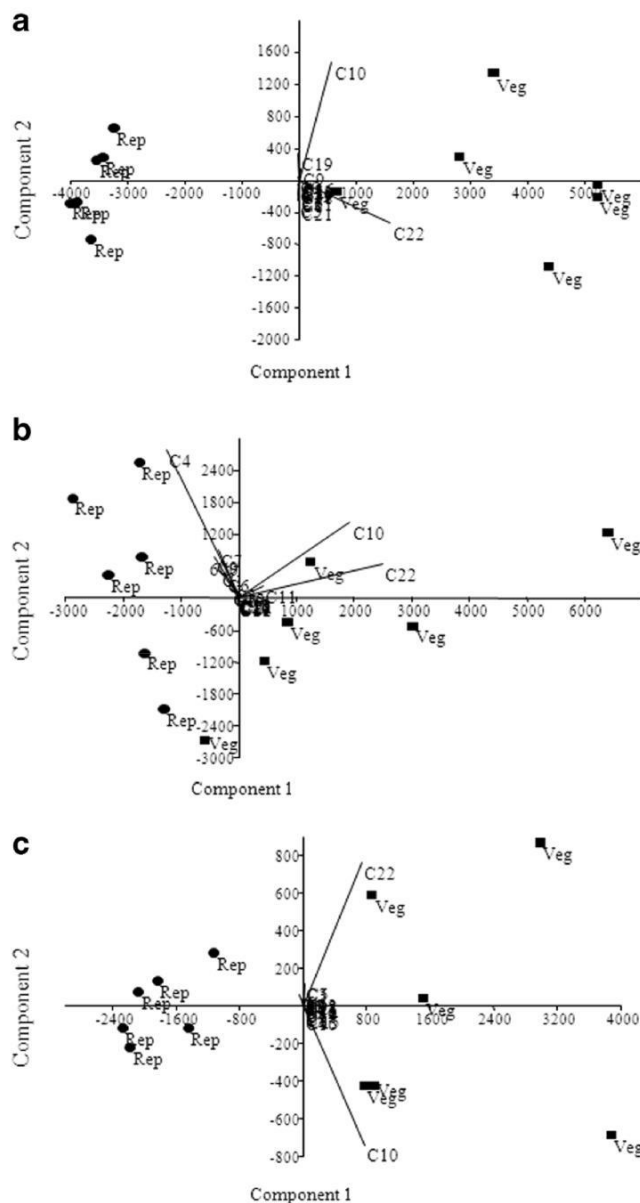 a
1600
C10
Veg
1200
800
Rep
400
C19
Veg
Rep
Rep
C9
-4000 -3000 -2000 -1000 1000 2000 3000 4000 5000
Veg
Veg
Rep
Rep
-400
C21
C22
Veg
Rep
-800
Veg
-1200
-1600
-2000
Component 2
Component 1
b
2400
C4
Rep
1800
Rep
1200
C10
Veg
Rep
C7
Veg
C22
Rep
-3000 -2000 -1000 1000 2000 3000 4000 5000 6000
C11
-600
Veg
Veg
Rep
-1200
Veg
-1800
Rep
-2400
Veg
-3000
Component 2
Component 1
c
800
Veg
C22
600
Veg
400
Rep
200
Rep
C3
Rep
Veg
-2400 -1600 -800 800 1600 2400 3200 4000
Rep
Rep
Rep
-200
-400
Veg
Veg
-600
Veg
C10
-800
Component 2
Component 1